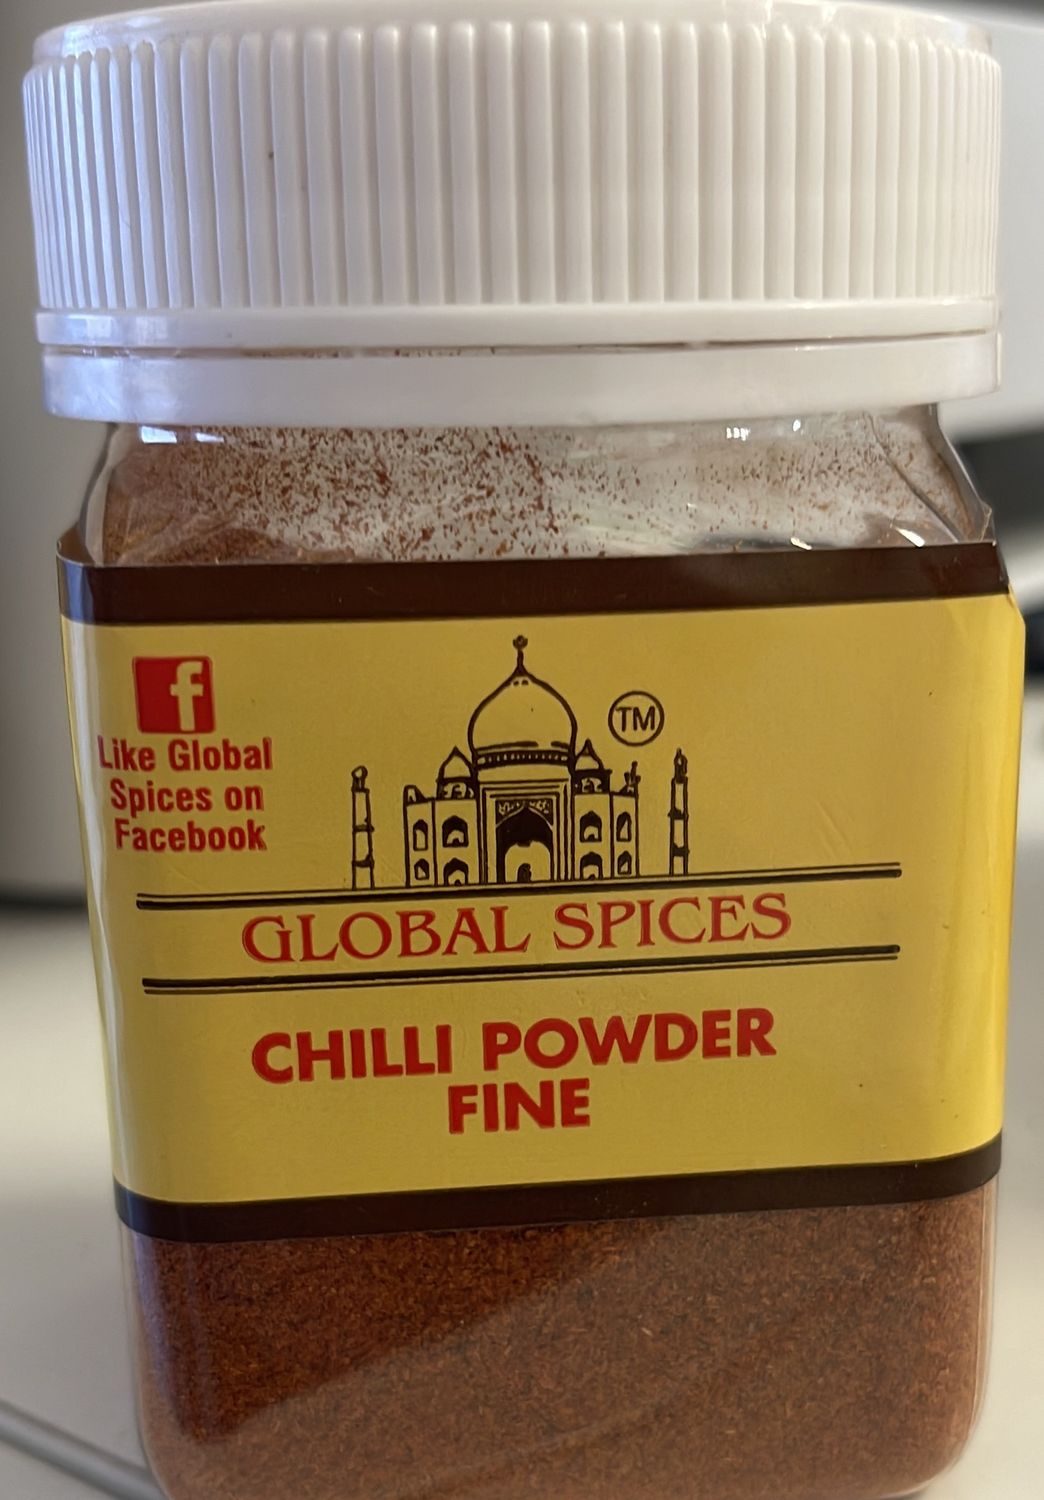 f
Like Global
Spices on
Facebook
TM
GLOBAL SPICES
CHILLI POWDER
FINE